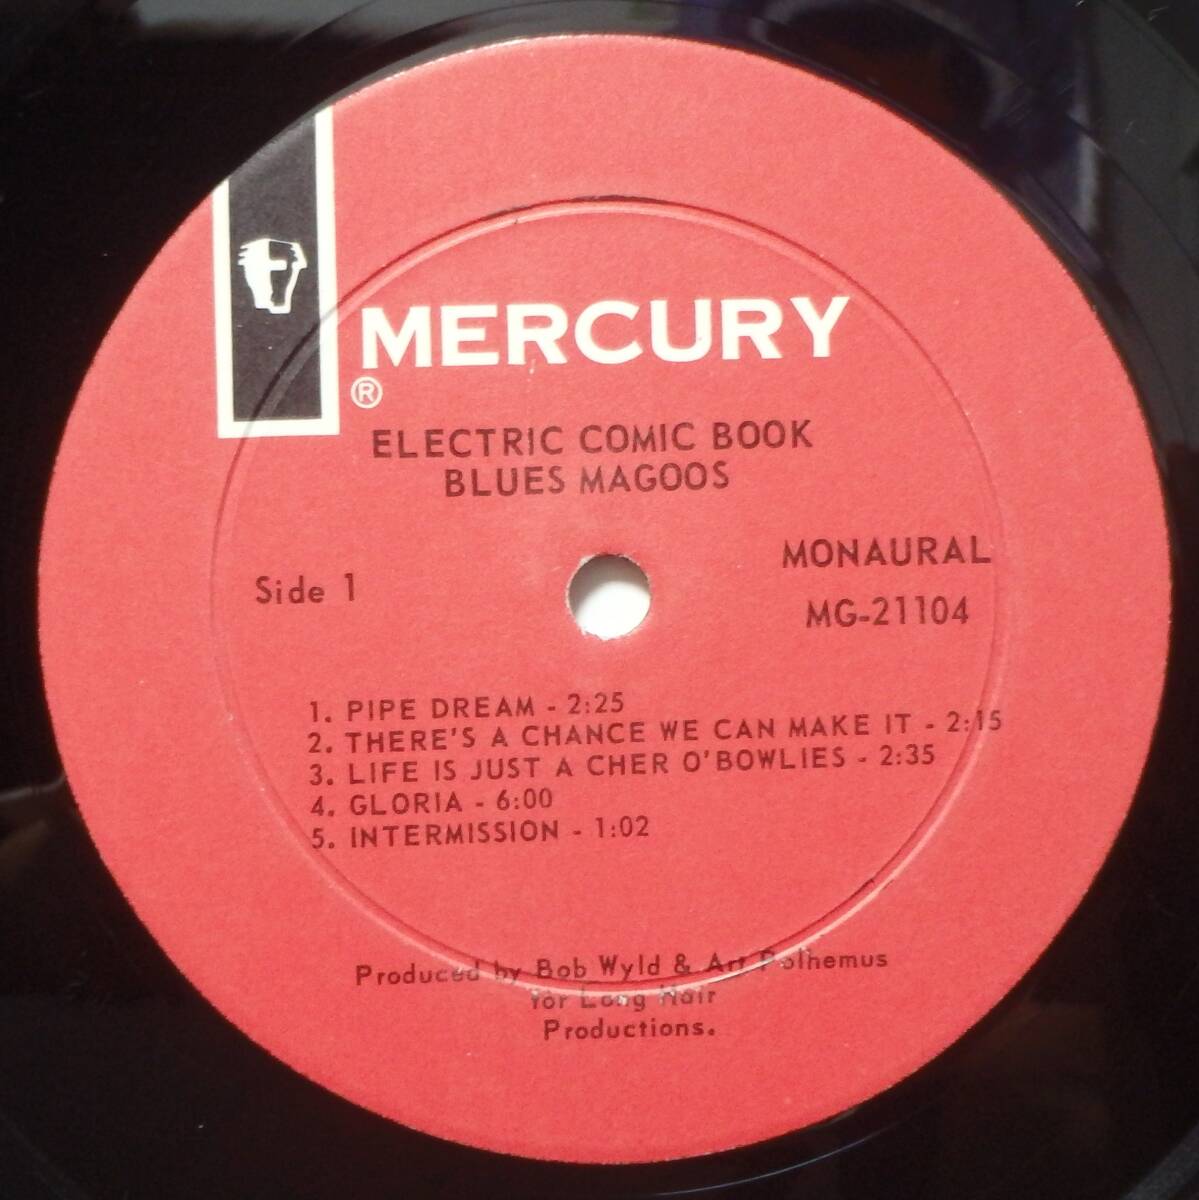 MERCURY
®
ELECTRIC COMIC BOOK
BLUES MAGOOS
MONAURAL
Side 1
MG-21104
1. PIPE DREAM - 2:25
2. THERE'S A CHANCE WE CAN MAKE IT - 2:15
3. LIFE IS JUST A CHER O'BOWLIES - 2:35
4. GLORIA - 6:00
5. INTERMISSION - 1:02
Produced by Bob Wyld & Art Polhemus
for Long Hair
Productions.